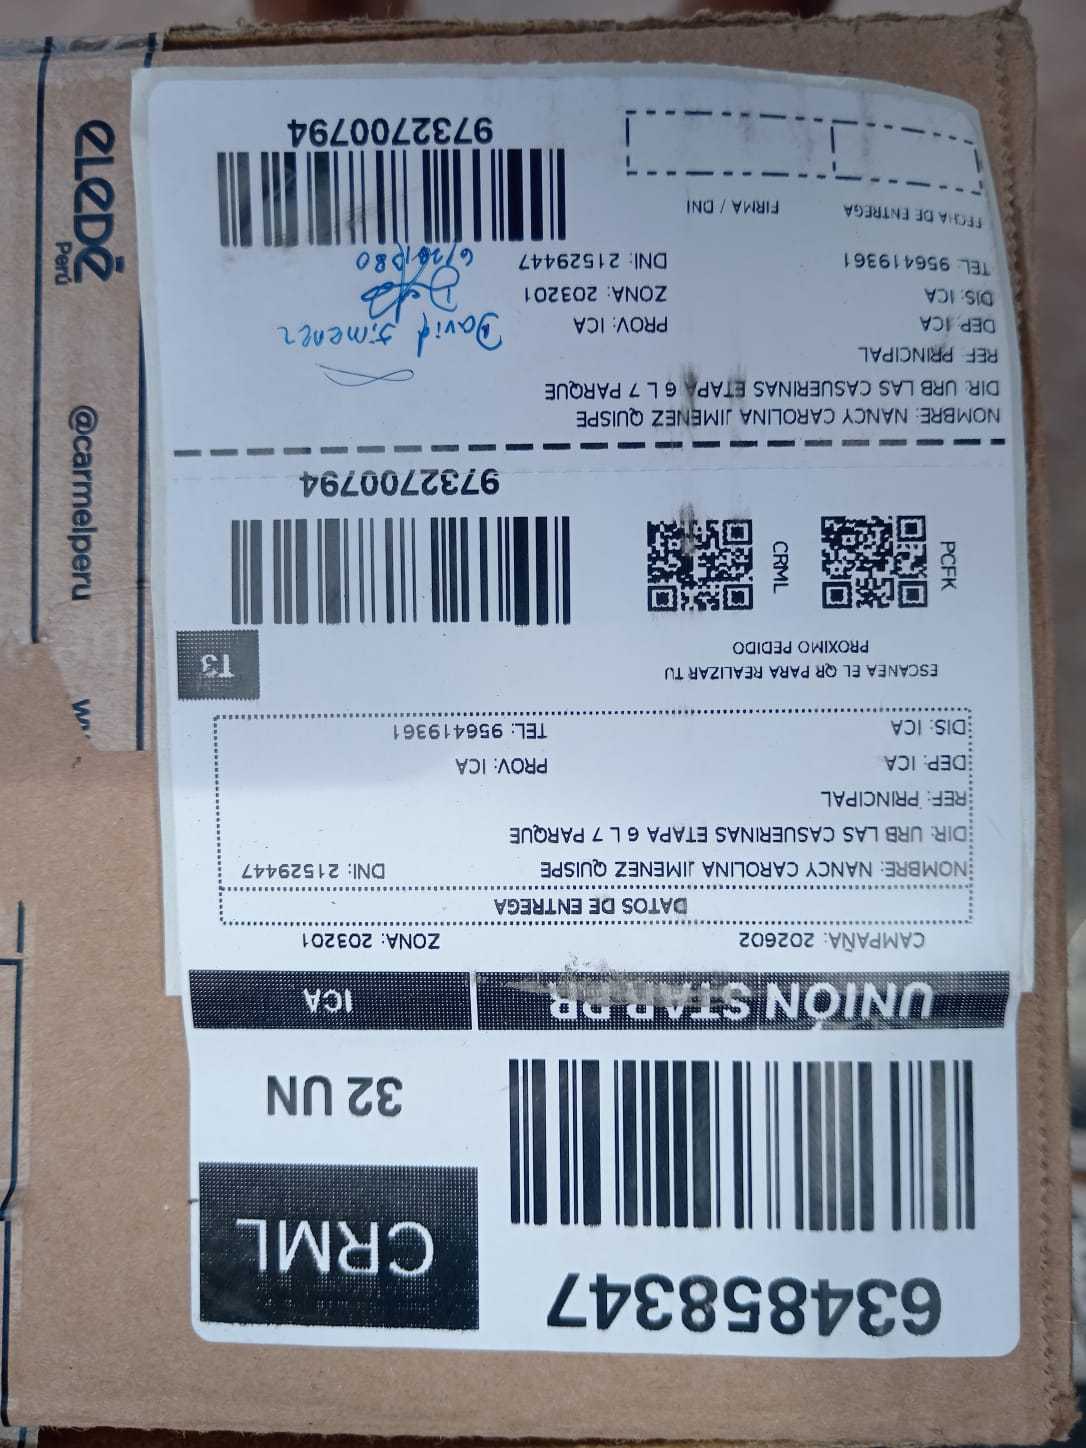 634858347
CRML
32 UN
UNIÓN STAR
ICA
CAMPAÑA: 202602
ZONA: 203201
DATOS DE ENTREGA
NOMBRE: NANCY CAROLINA JIMENEZ QUISPE
DNI: 21529447
DIR: URB LAS CASUERINAS ETAPA 6 L 7 PARQUE
REF: PRINCIPAL
DEP: ICA
PROV: ICA
DIS: ICA
TEL: 956419361
ESCANEA EL QR PARA REALIZAR TU
PROXIMO PEDIDO
T3
PCFK
CRML
9732700794
NOMBRE: NANCY CAROLINA JIMENEZ QUISPE
DIR: URB LAS CASUERINAS ETAPA 6 L 7 PARQUE
REF: PRINCIPAL
DEP: ICA
PROV: ICA
DIS: ICA
ZONA: 203201
TEL: 956419361
DNI: 21529447
David Jimenez
FECHA DE ENTREGA
FIRMA / DNI
9732700794
eLeDĒ
Perú
@carmelperu